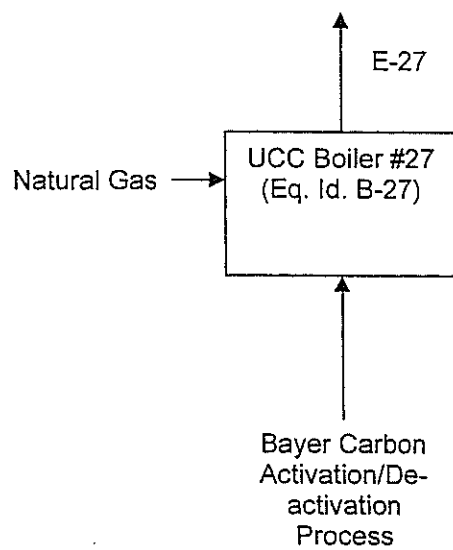 E-27
UCC Boiler #27
(Eq. Id. B-27)
Natural Gas
Bayer Carbon
Activation/De-
activation
Process